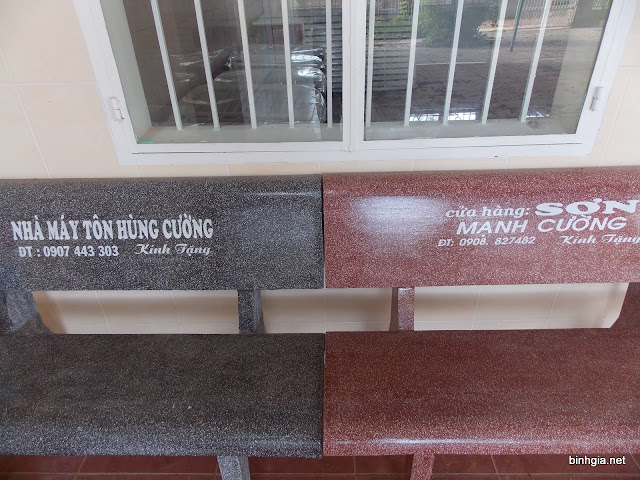 NHÀ MÁY TÔN HÙNG CƯỜNG
ĐT : 0907 443 303 Kính Tặng
cửa hàng: SƠN
MẠNH CƯỜNG
ĐT: 0908. 827482 Kính Tặng
binhgia.net